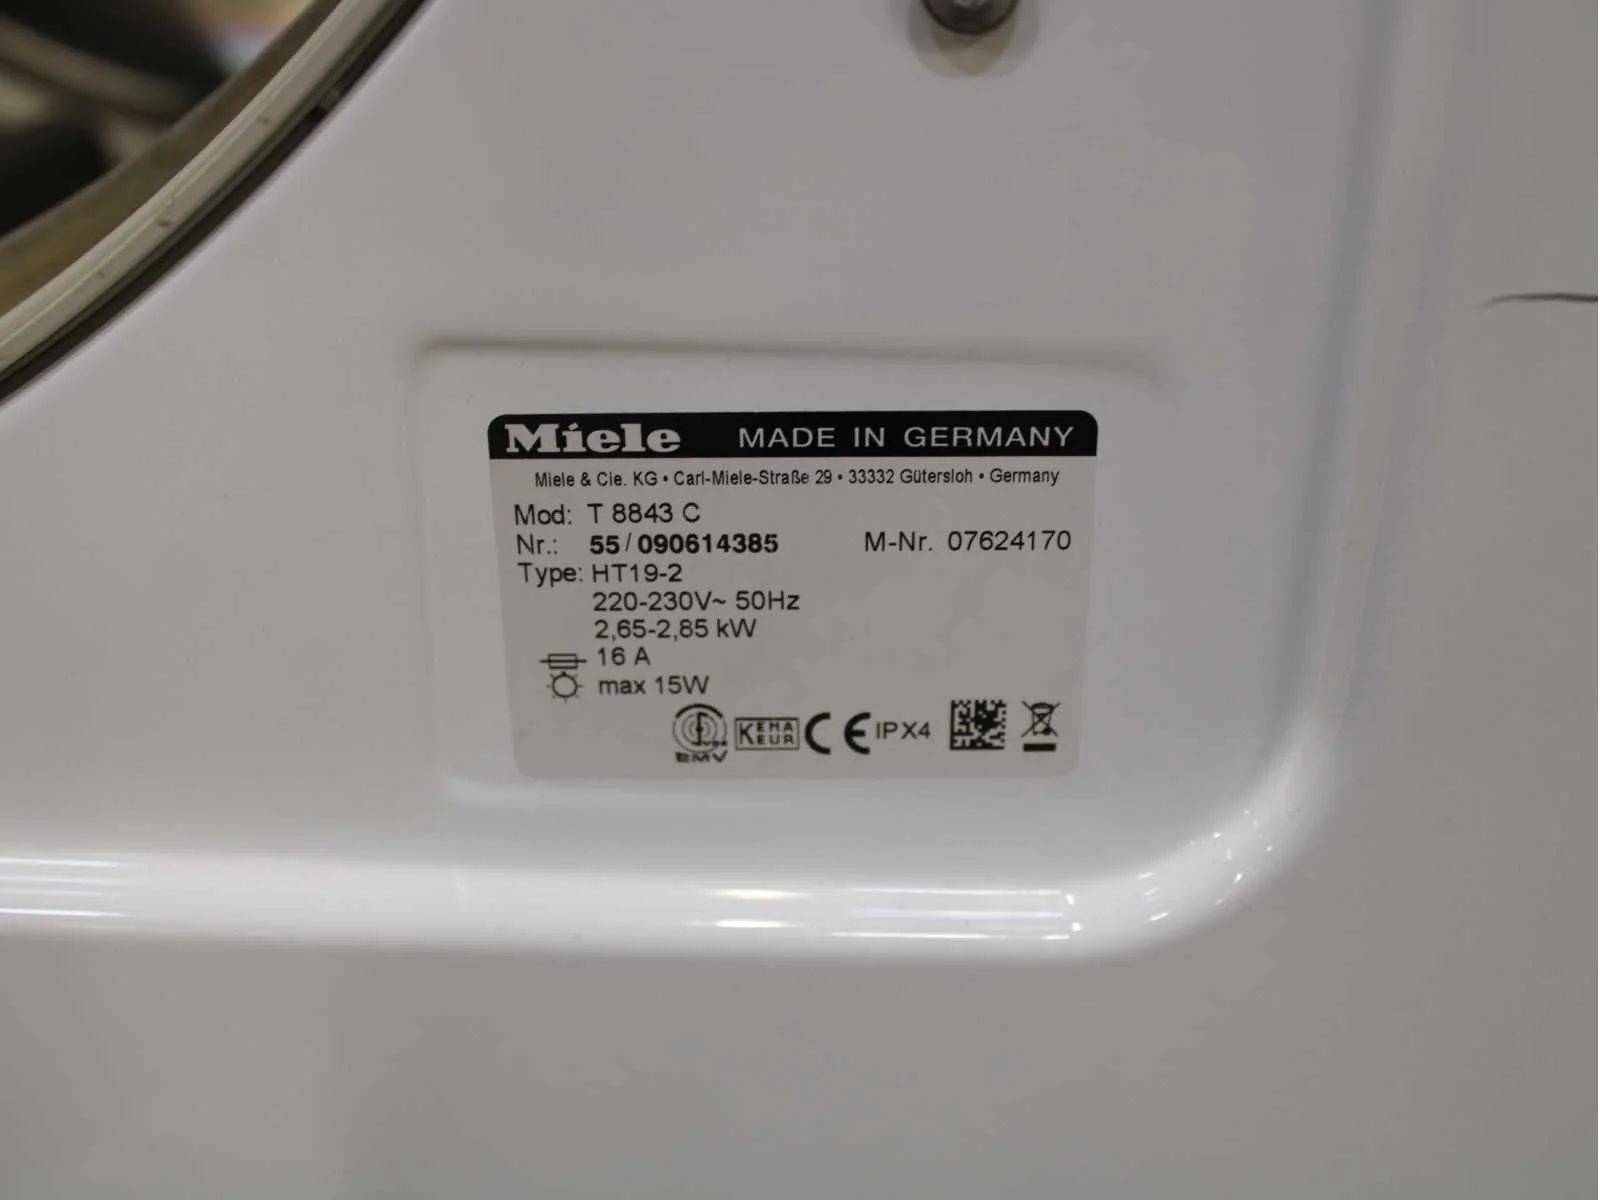 Miele MADE IN GERMANY
Miele & Cie. KG • Carl-Miele-Straße 29 • 33332 Gütersloh • Germany
Mod: T 8843 C
Nr.: 55/090614385 M-Nr. 07624170
Type: HT19-2
220-230V~ 50Hz
2,65-2,85 kW
16 A
max 15W
VDE
EMV
KEMA
KEUR
CE IPX4